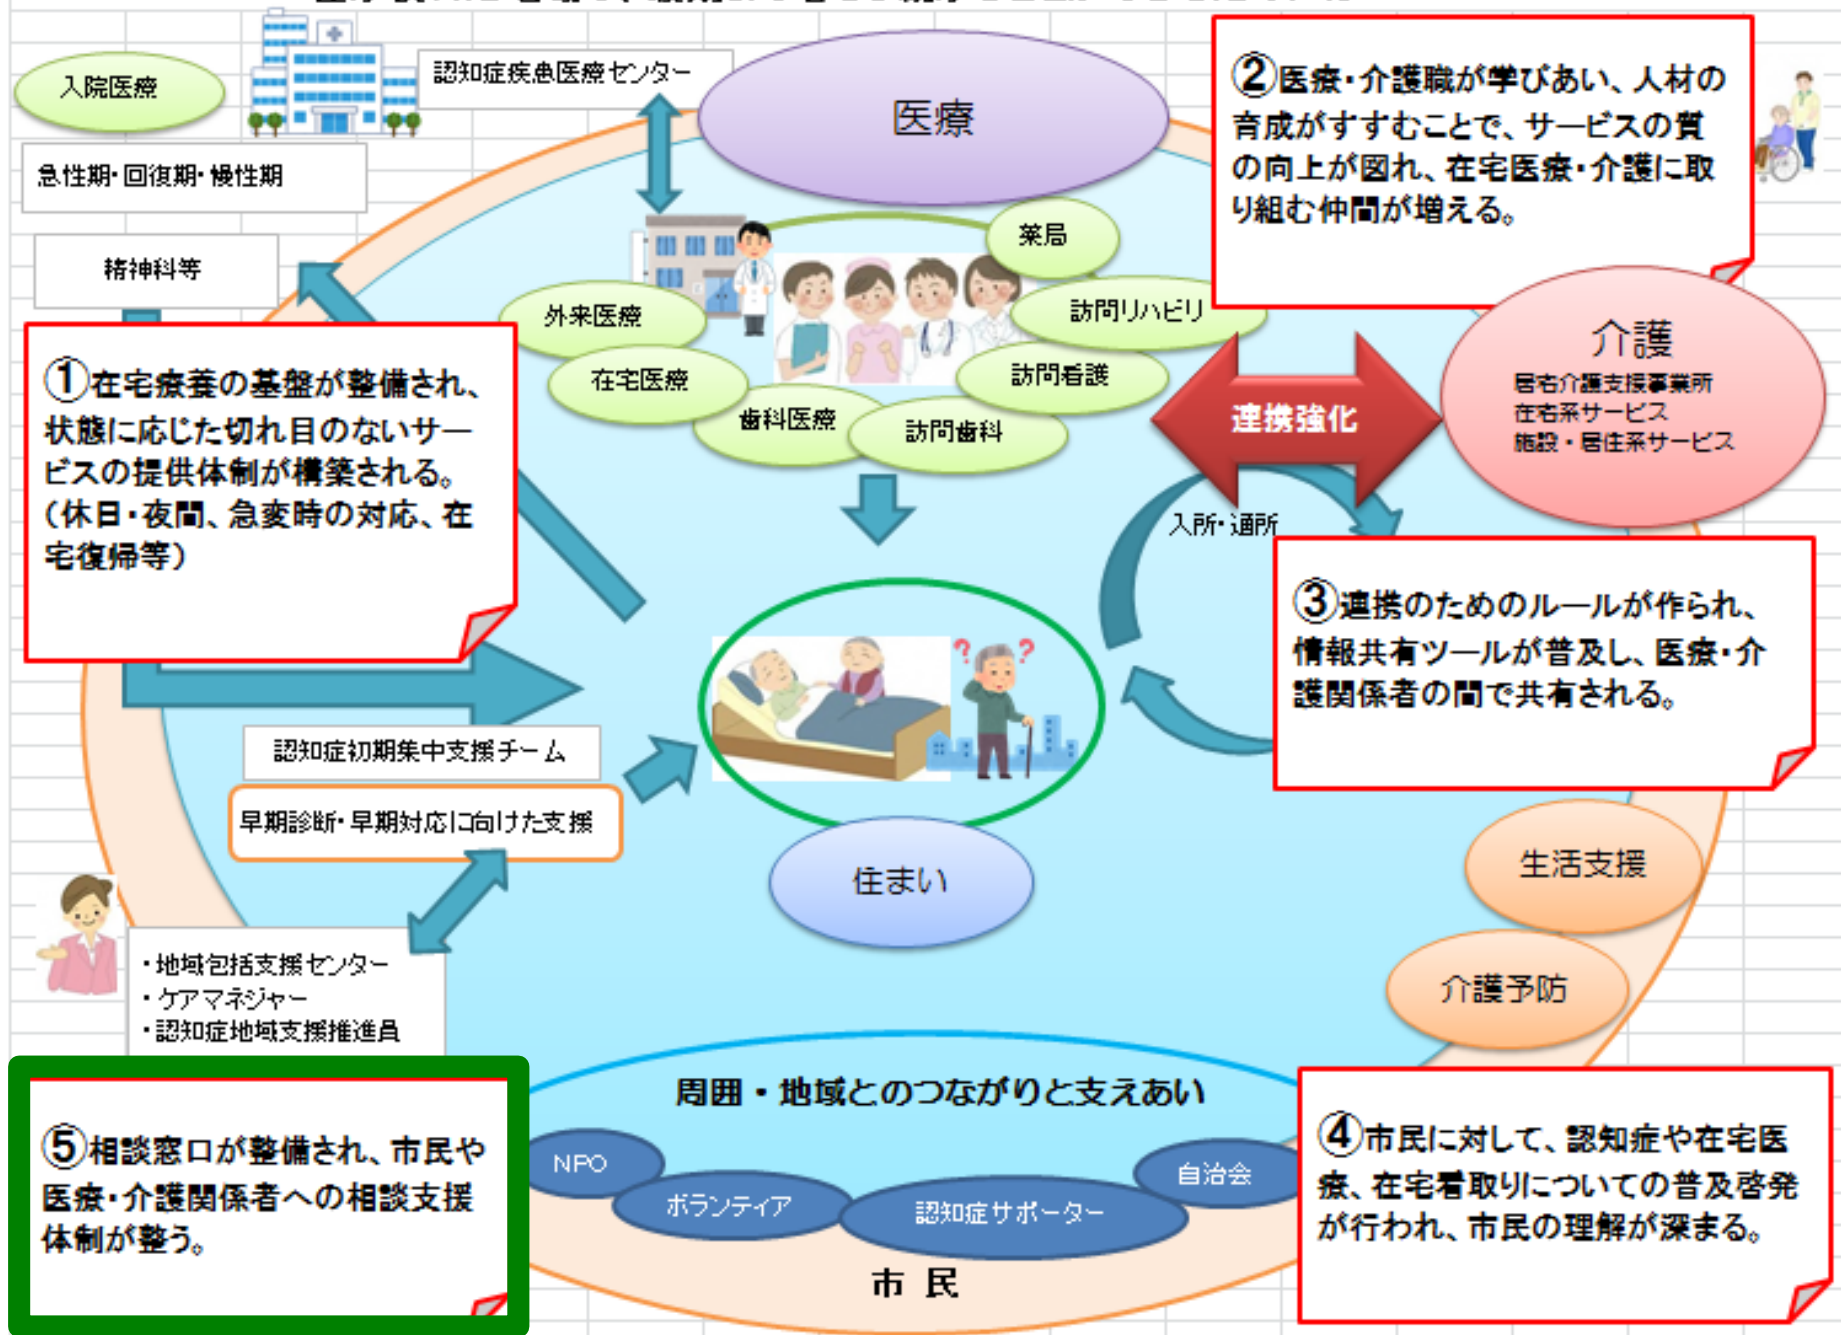 入院医療
認知症疾患医療センター
急性期・回復期・慢性期
精神科等
医療
②医療・介護職が学びあい、人材の
育成がすすむことで、サービスの質
の向上が図れ、在宅医療・介護に取
り組む仲間が増える。
薬局
外来医療
訪問リハビリ
在宅医療
訪問看護
歯科医療
訪問歯科
連携強化
介護
居宅介護支援事業所
在宅系サービス
施設・居住系サービス
①在宅療養の基盤が整備され、
状態に応じた切れ目のないサー
ビスの提供体制が構築される。
（休日・夜間、急変時の対応、在
宅復帰等）
入所・通所
③連携のためのルールが作られ、
情報共有ツールが普及し、医療・介
護関係者の間で共有される。
? ?
認知症初期集中支援チーム
早期診断・早期対応に向けた支援
住まい
生活支援
介護予防
・地域包括支援センター
・ケアマネジャー
・認知症地域支援推進員
周囲・地域とのつながりと支えあい
NPO
ボランティア
認知症サポーター
自治会
市 民
⑤相談窓口が整備され、市民や
医療・介護関係者への相談支援
体制が整う。
④市民に対して、認知症や在宅医
療、在宅看取りについての普及啓発
が行われ、市民の理解が深まる。